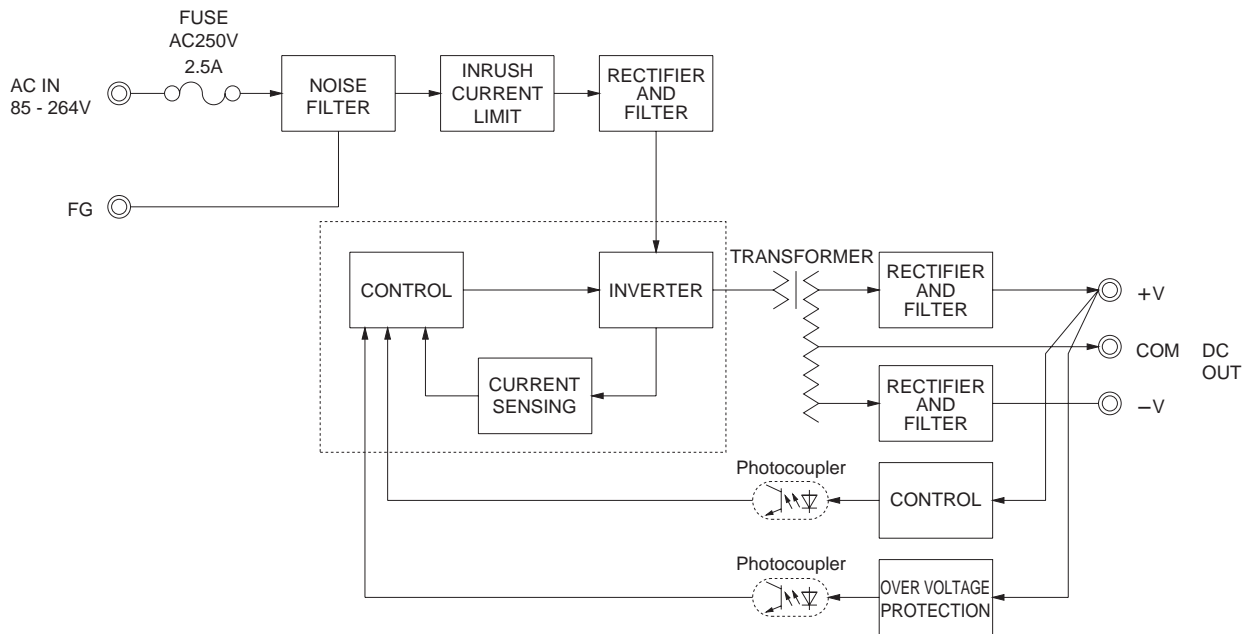 FUSE
AC250V
2.5A
AC IN
85 - 264V
NOISE
FILTER
INRUSH
CURRENT
LIMIT
RECTIFIER
AND
FILTER
FG
CONTROL
INVERTER
TRANSFORMER
RECTIFIER
AND
FILTER
+V
COM
DC
OUT
CURRENT
SENSING
RECTIFIER
AND
FILTER
−V
Photocoupler
CONTROL
Photocoupler
OVER VOLTAGE
PROTECTION